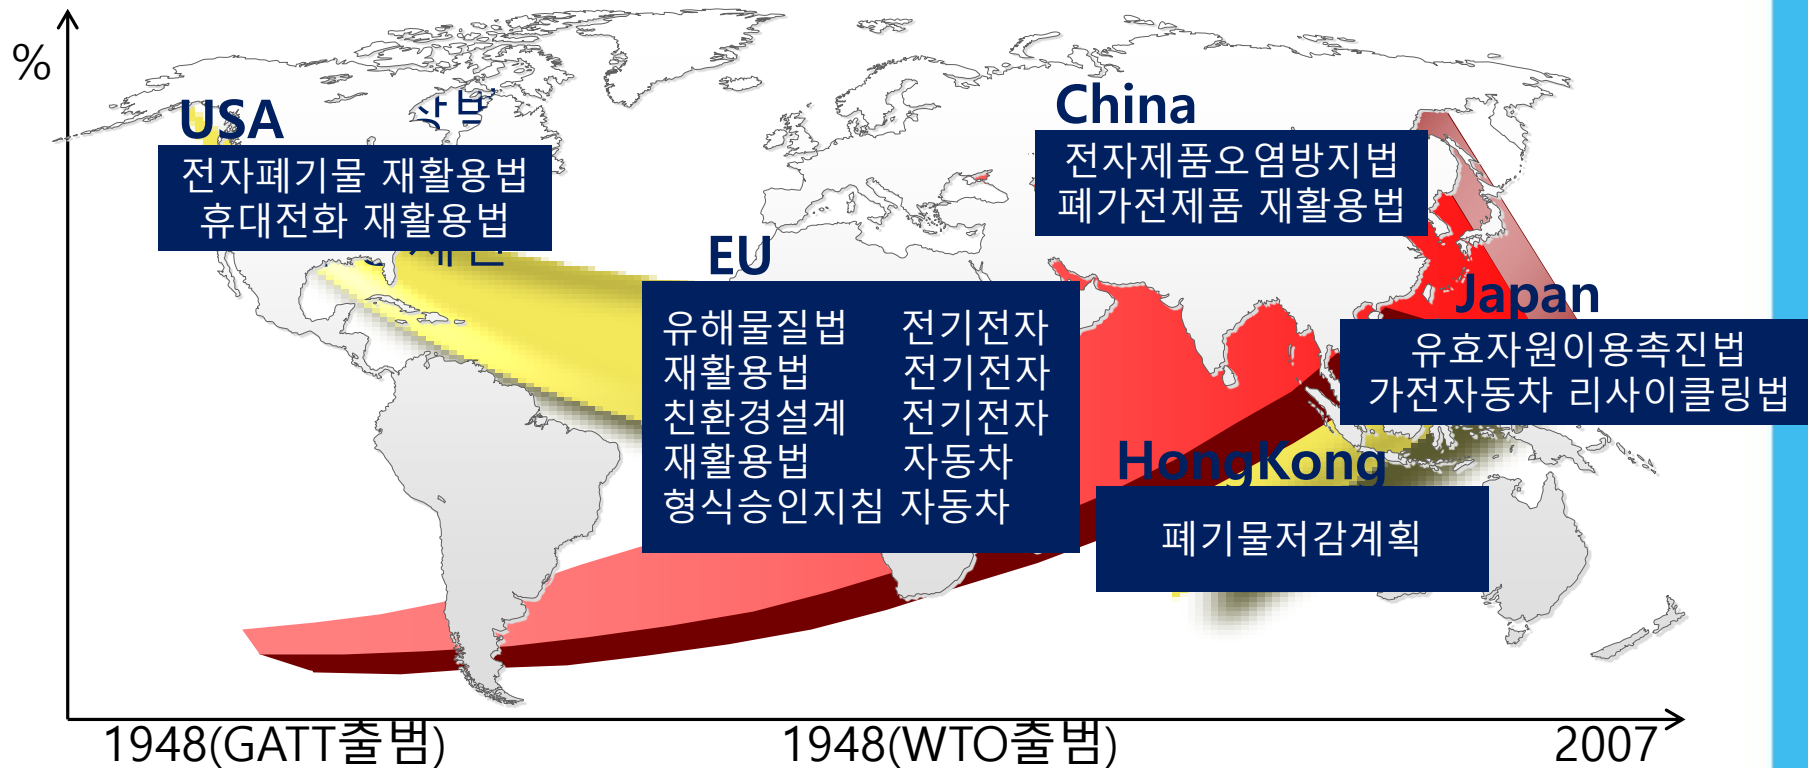 %
USA
전자폐기물 재활용법
휴대전화 재활용법
China
전자제품오염방지법
폐가전제품 재활용법
EU
유해물질법 전기전자
재활용법 전기전자
친환경설계 전기전자
재활용법 자동차
형식승인지침 자동차
Japan
유효자원이용촉진법
가전자동차 리사이클링법
HongKong
폐기물저감계획
1948(GATT출범)
1948(WTO출범)
2007